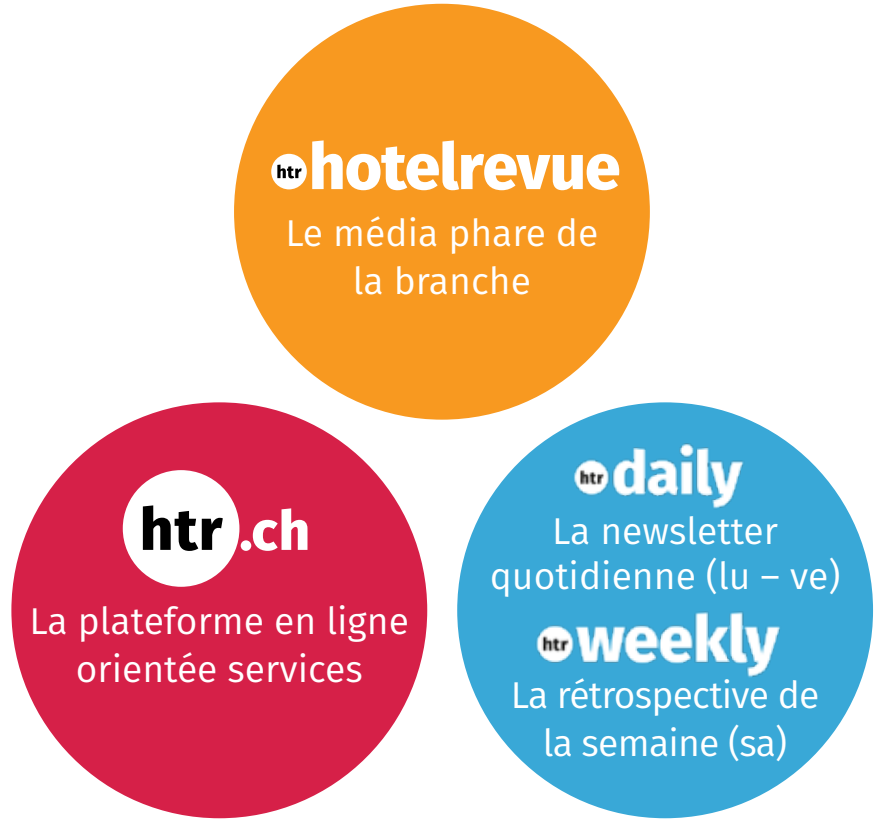 htr hotelrevue
Le média phare de
la branche
htr.ch
La plateforme en ligne
orientée services
htr daily
La newsletter
quotidienne (lu – ve)
htr weekly
La rétrospective de
la semaine (sa)